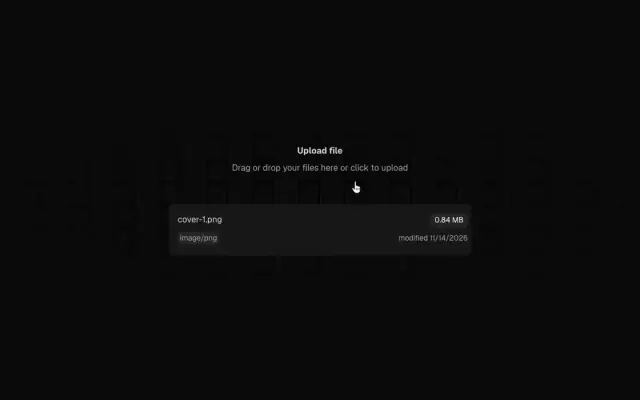 Upload file
Drag or drop your files here or click to upload
cover-1.png
0.84 MB
image/png
modified 11/14/2026